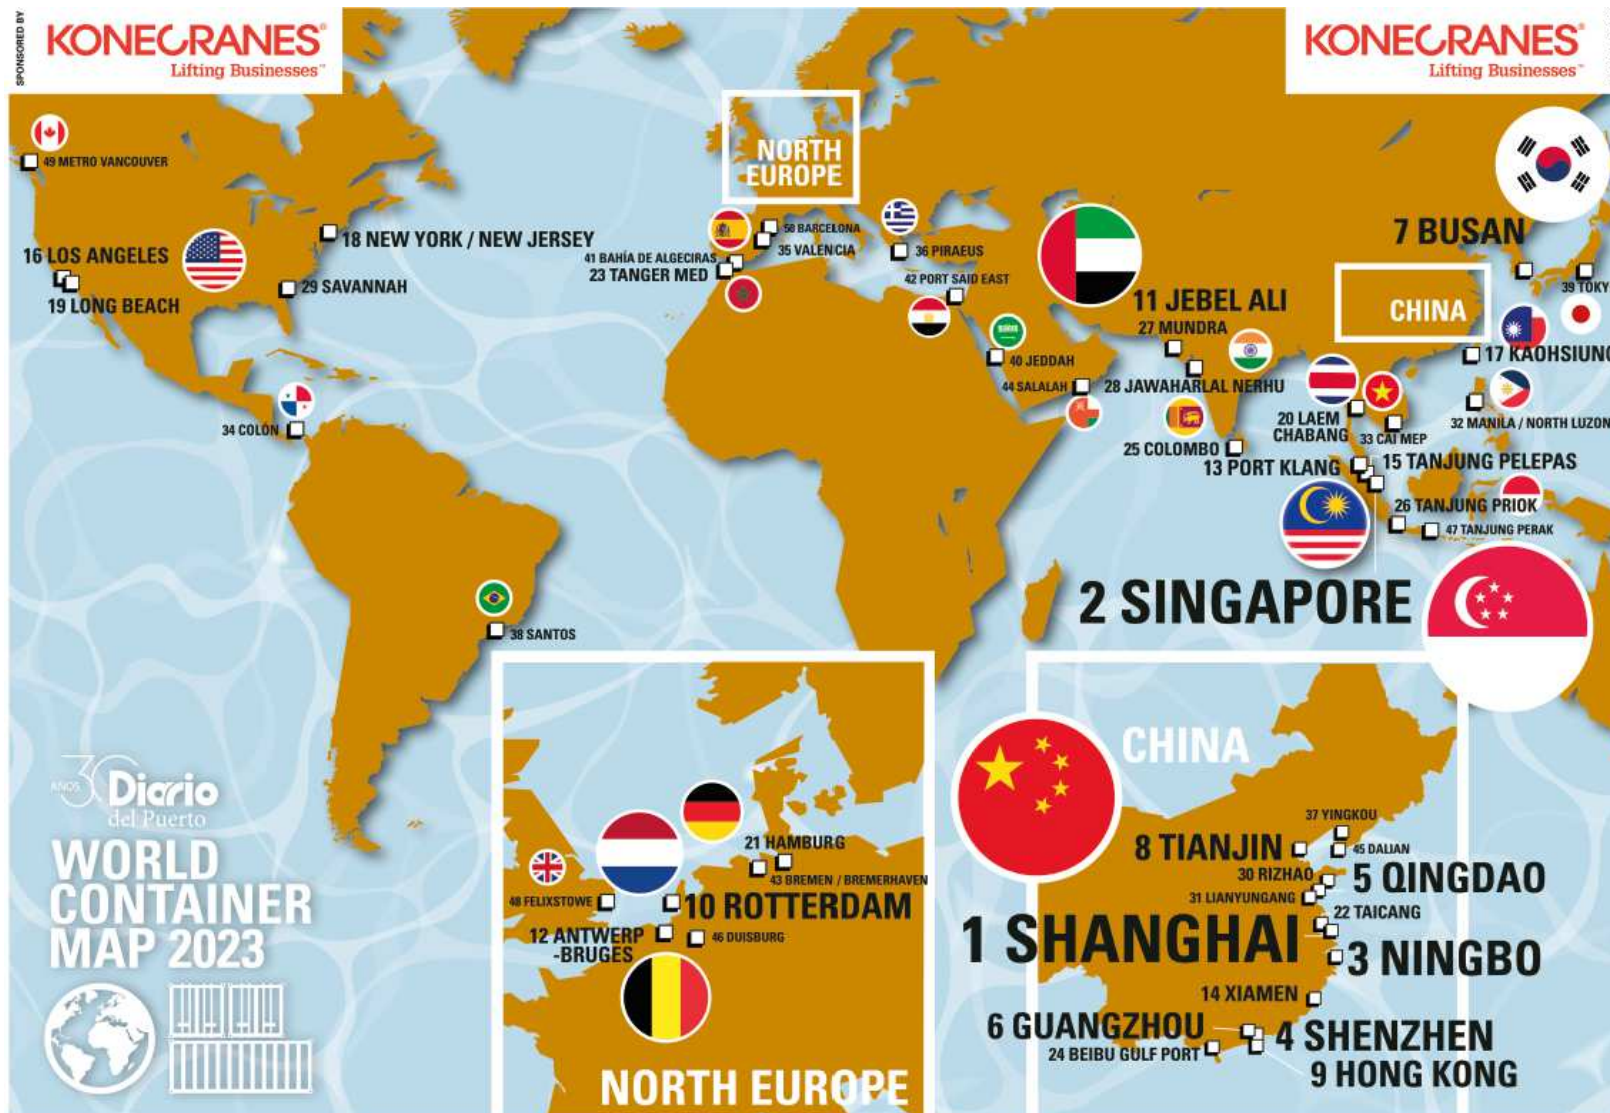 SPONSORED BY
KONECRANES®
Lifting Businesses™
KONECRANES®
Lifting Businesses™
49 METRO VANCOUVER
16 LOS ANGELES
19 LONG BEACH
18 NEW YORK / NEW JERSEY
29 SAVANNAH
34 COLÓN
38 SANTOS
NORTH
EUROPE
50 BARCELONA
35 VALENCIA
41 BAHÍA DE ALGECIRAS
23 TANGER MED
36 PIRAEUS
42 PORT SAID EAST
40 JEDDAH
44 SALALAH
11 JEBEL ALI
27 MUNDRA
28 JAWAHARLAL NERHU
25 COLOMBO
7 BUSAN
39 TOKY
CHINA
17 KAOHSIUNG
20 LAEM
CHABANG
33 CAI MEP
32 MANILA / NORTH LUZON
13 PORT KLANG
15 TANJUNG PELEPAS
26 TANJUNG PRIOK
47 TANJUNG PERAK
2 SINGAPORE
AÑOS 30 Diario
del Puerto
WORLD
CONTAINER
MAP 2023
21 HAMBURG
43 BREMEN / BREMERHAVEN
48 FELIXSTOWE
10 ROTTERDAM
12 ANTWERP
-BRUGES
46 DUISBURG
NORTH EUROPE
CHINA
37 YINGKOU
8 TIANJIN
45 DALIAN
30 RIZHAO
5 QINGDAO
31 LIANYUNGANG
22 TAICANG
1 SHANGHAI
3 NINGBO
14 XIAMEN
6 GUANGZHOU
4 SHENZHEN
24 BEIBU GULF PORT
9 HONG KONG